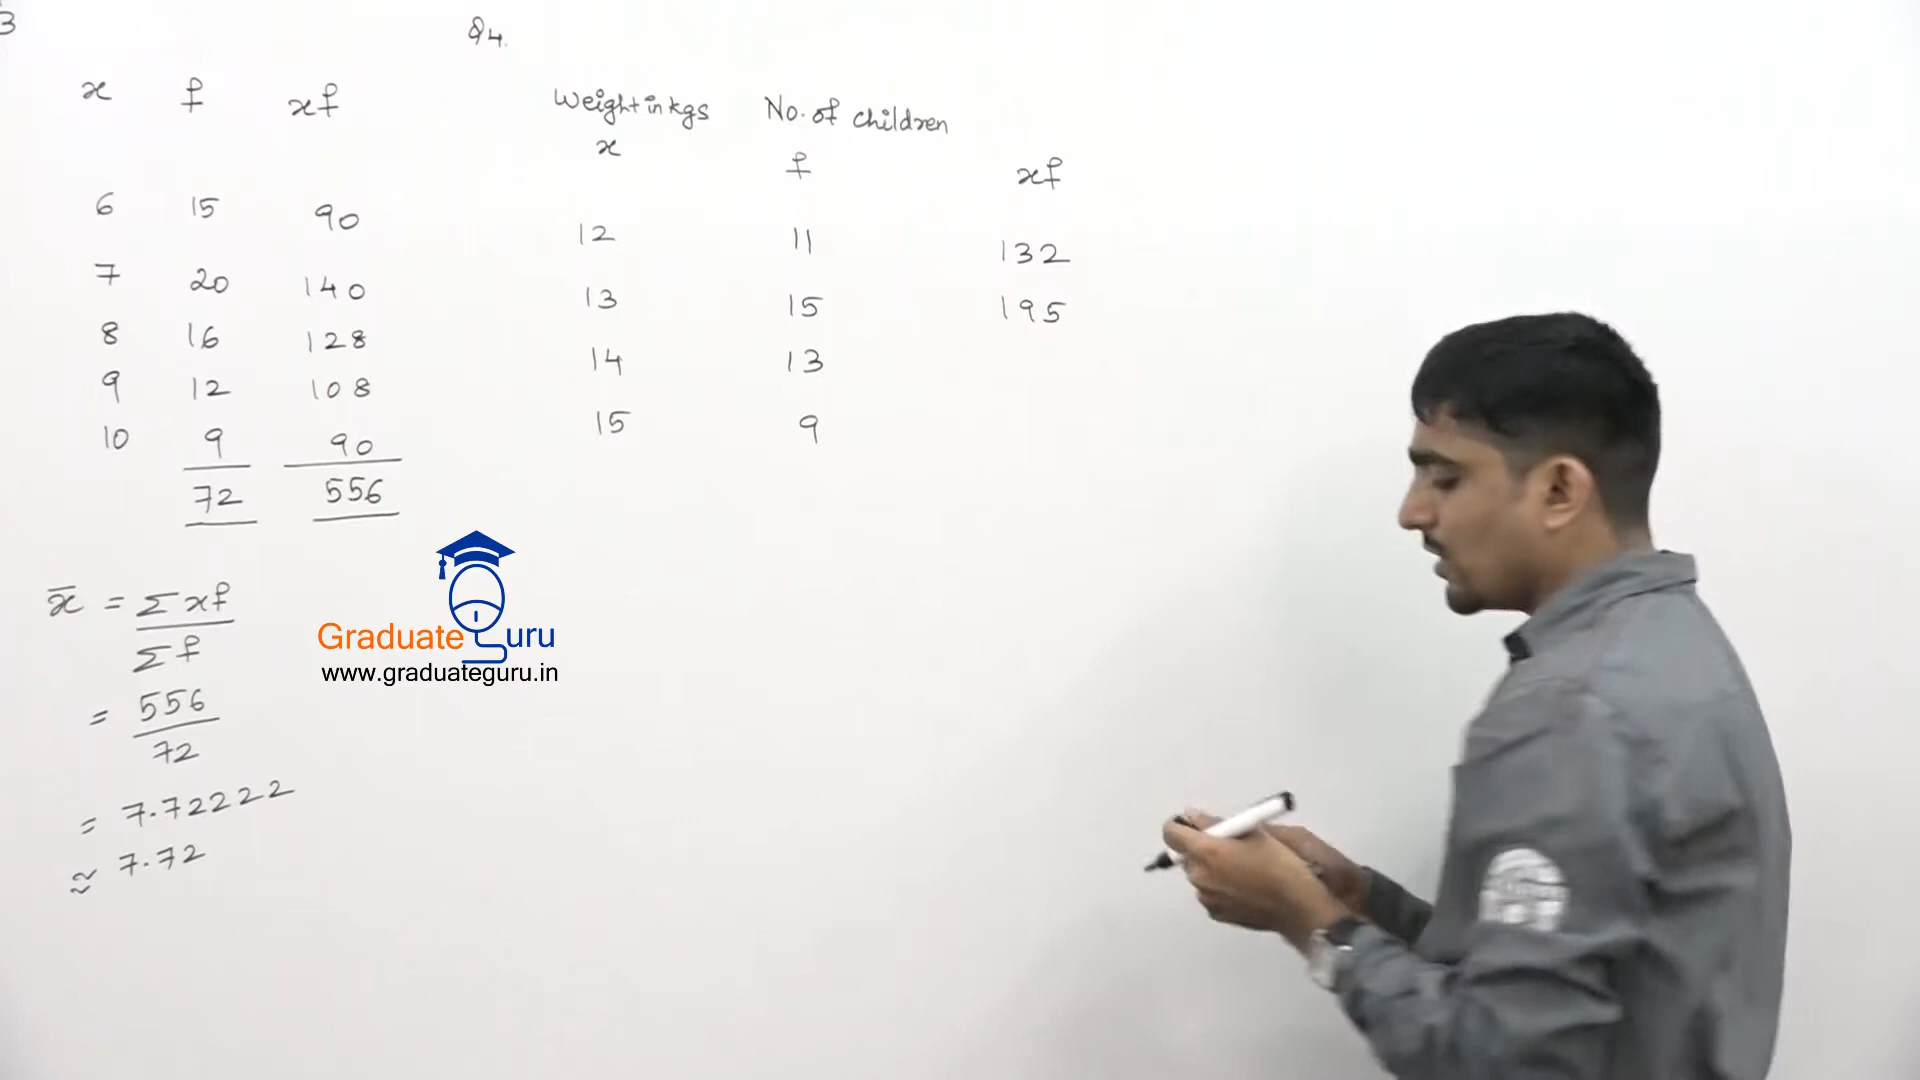 3
x f xf
6 15 90
7 20 140
8 16 128
9 12 108
10 9 90
72 556
x̄ = Σxf
Σf
= 556
72
= 7.72222
≈ 7.72
Q4.
Weight in kgs No. of children
x f xf
12 11 132
13 15 195
14 13
15 9
Graduate uru
www.graduateguru.in